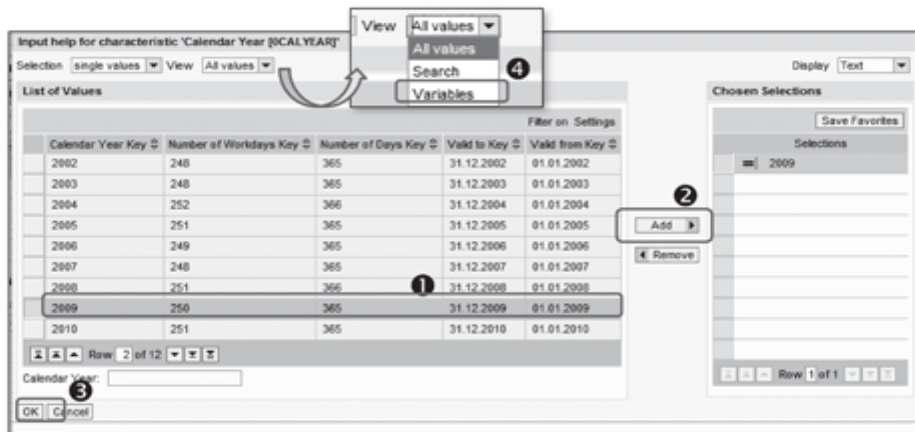 View All values
All values
Search
Variables
❹
Input help for characteristic 'Calendar Year [0CALYEAR]'
Selection single values View All values
Display Text
List of Values
Chosen Selections
Filter on Settings
Save Favorites
Calendar Year Key Number of Workdays Key Number of Days Key Valid to Key Valid from Key
Selections
2002 248 365 31.12.2002 01.01.2002
2009
2003 248 365 31.12.2003 01.01.2003
2004 252 366 31.12.2004 01.01.2004
❷
2005 251 365 31.12.2005 01.01.2005
Add
2006 249 365 31.12.2006 01.01.2006
Remove
2007 248 365 31.12.2007 01.01.2007
2008 251 366 31.12.2008 01.01.2008
❶
2009 250 365 31.12.2009 01.01.2009
2010 251 365 31.12.2010 01.01.2010
Row 2 of 12
Row 1 of 1
Calendar Year:
❸
OK Cancel